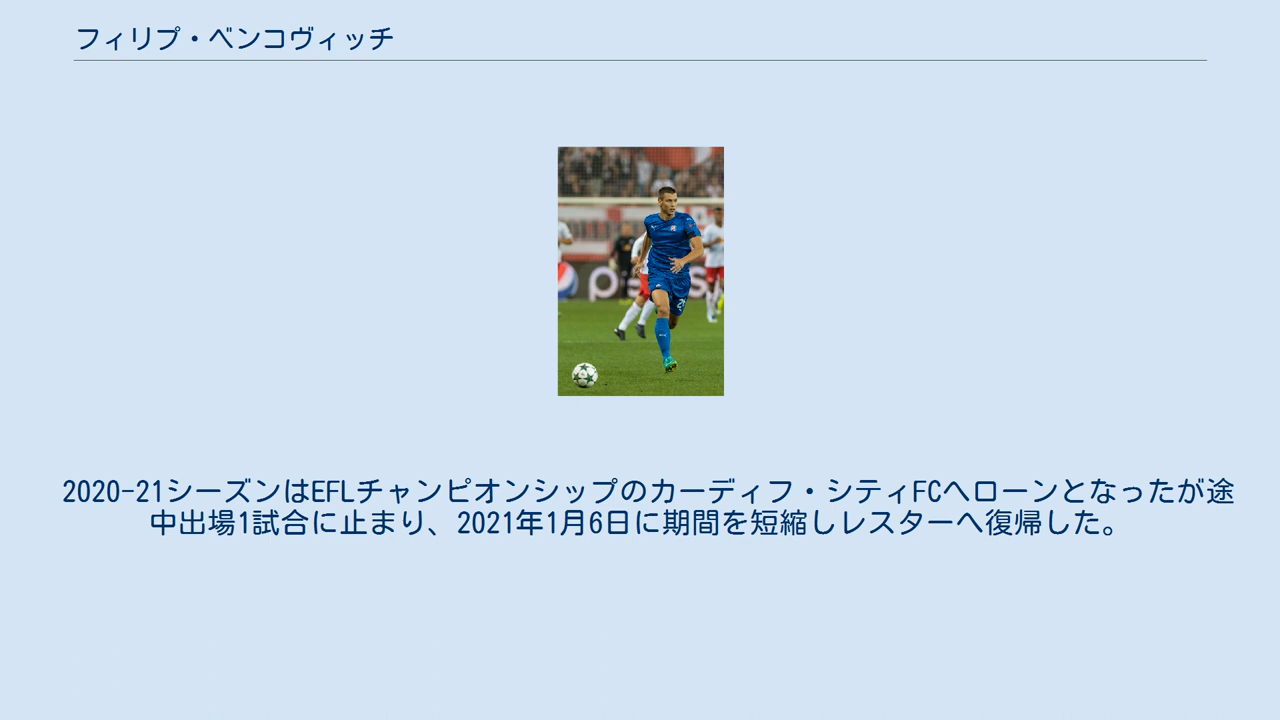 フィリプ・ベンコヴィッチ
2020-21シーズンはEFLチャンピオンシップのカーディフ・シティFCへローンとなったが途
中出場1試合に止まり、2021年1月6日に期間を短縮しレスターへ復帰した。